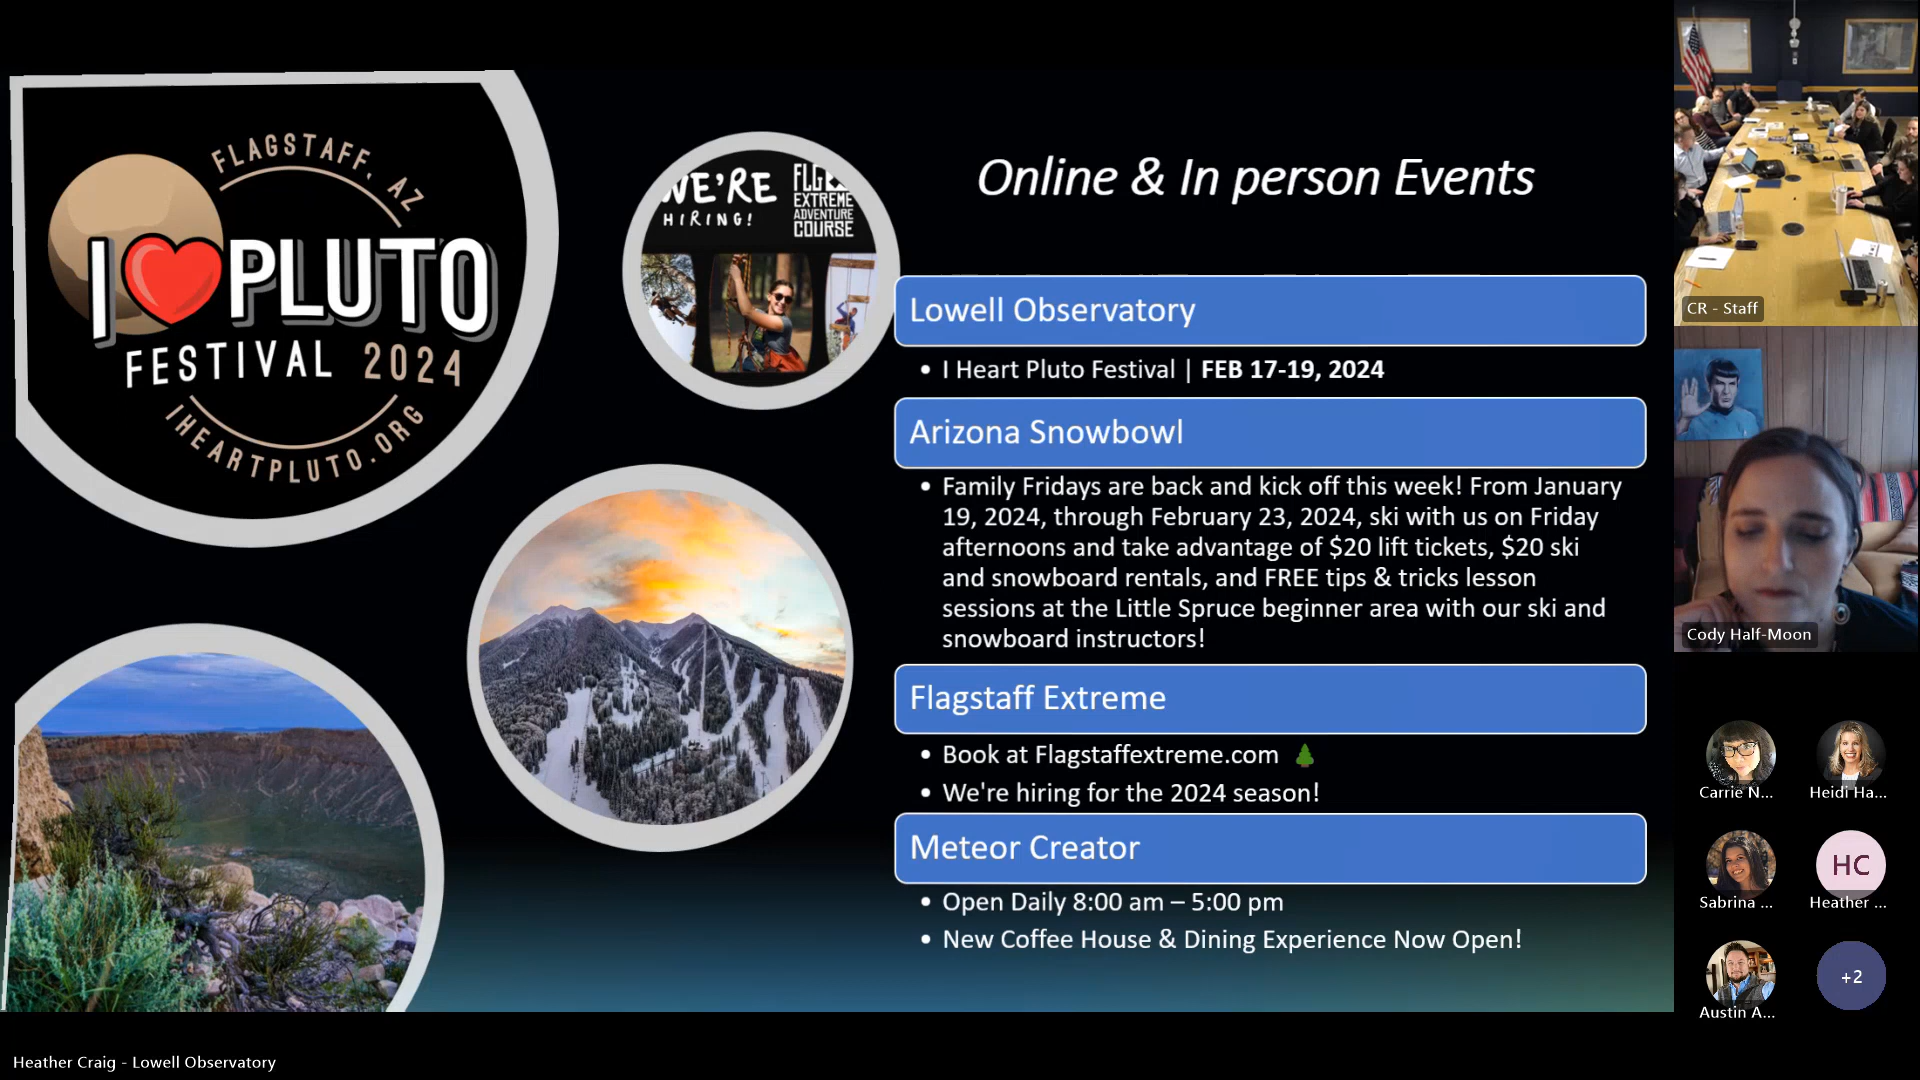 FLAGSTAFF, AZ
I PLUTO
FESTIVAL 2024
IHEARTPLUTO.ORG
WE'RE
HIRING!
FLG
EXTREME
ADVENTURE
COURSE
Online & In person Events
Lowell Observatory
• I Heart Pluto Festival | FEB 17-19, 2024
Arizona Snowbowl
• Family Fridays are back and kick off this week! From January
19, 2024, through February 23, 2024, ski with us on Friday
afternoons and take advantage of $20 lift tickets, $20 ski
and snowboard rentals, and FREE tips & tricks lesson
sessions at the Little Spruce beginner area with our ski and
snowboard instructors!
Flagstaff Extreme
• Book at Flagstaffextreme.com
• We're hiring for the 2024 season!
Meteor Creator
• Open Daily 8:00 am – 5:00 pm
• New Coffee House & Dining Experience Now Open!
CR - Staff
Cody Half-Moon
Carrie N...
Heidi Ha...
Sabrina ...
HC
Heather ...
Austin A...
+2
Heather Craig - Lowell Observatory